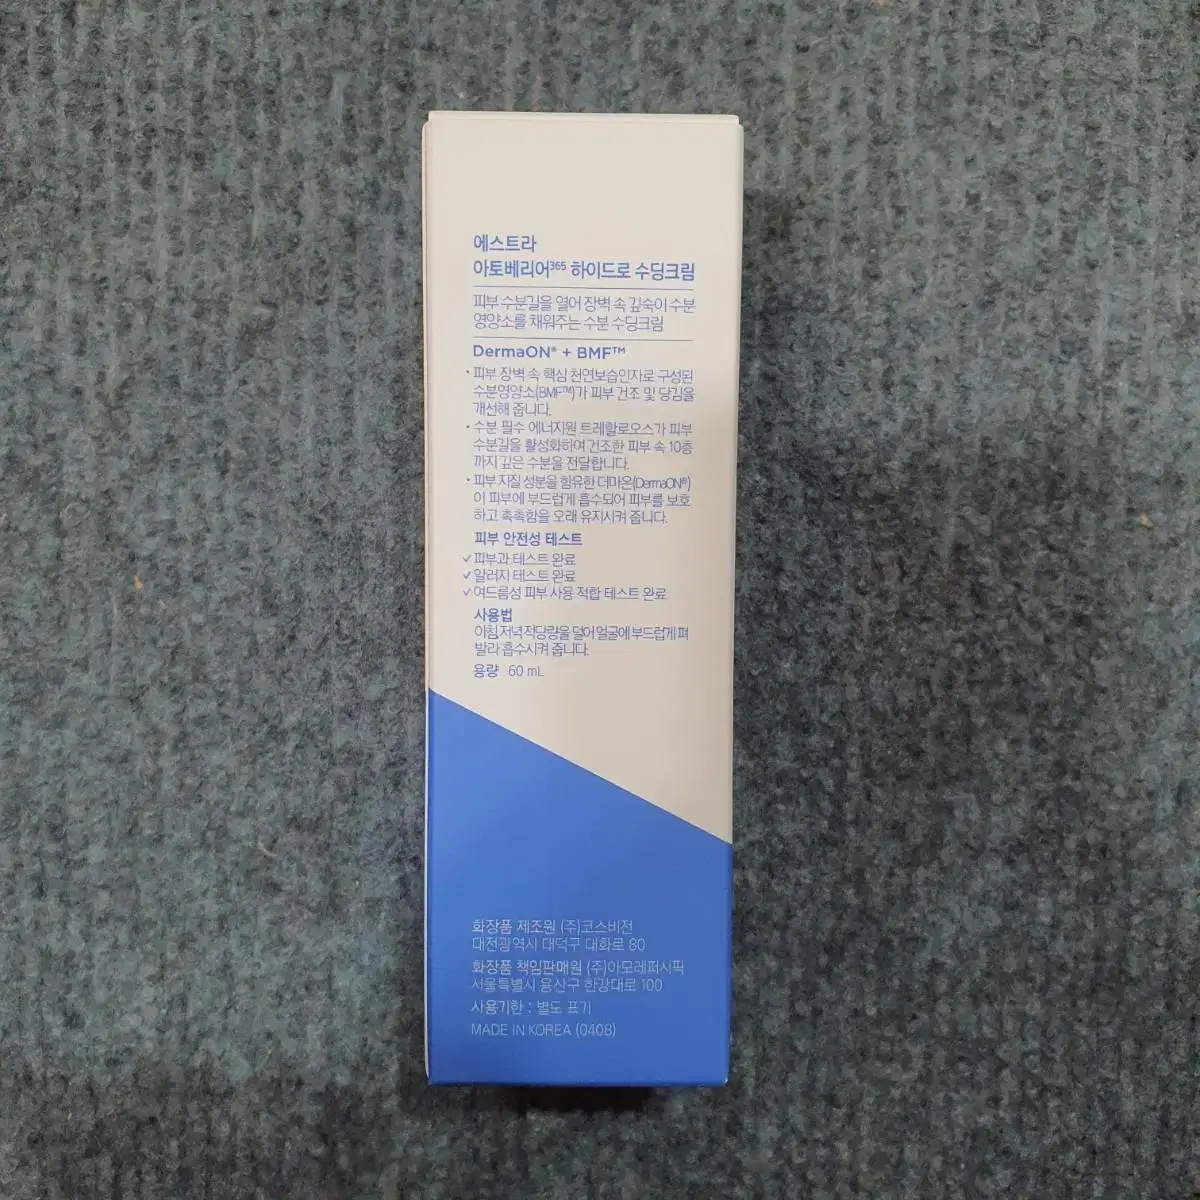 에스트라
아토베리어³⁶⁵ 하이드로 수딩크림
피부 수분길을 열어 장벽 속 깊숙이 수분
영양소를 채워주는 수분 수딩크림
DermaON® + BMF™
• 피부 장벽 속 핵심 천연보습인자로 구성된
수분영양소(BMF™)가 피부 건조 및 당김을
개선해 줍니다.
• 수분 필수 에너지원 트레할로오스가 피부
수분길을 활성화하여 건조한 피부 속 10층
까지 깊은 수분을 전달합니다.
• 피부 지질 성분을 함유한 더마온(DermaON®)
이 피부에 부드럽게 흡수되어 피부를 보호
하고 촉촉함을 오래 유지시켜 줍니다.
피부 안전성 테스트
✓ 피부과 테스트 완료
✓ 알러지 테스트 완료
✓ 여드름성 피부 사용 적합 테스트 완료
사용법
아침, 저녁 적당량을 덜어 얼굴에 부드럽게 펴
발라 흡수시켜 줍니다.
용량 60 mL
화장품 제조원 (주)코스비전
대전광역시 대덕구 대화로 80
화장품 책임판매원 (주)아모레퍼시픽
서울특별시 용산구 한강대로 100
사용기한 : 별도 표기
MADE IN KOREA (0408)